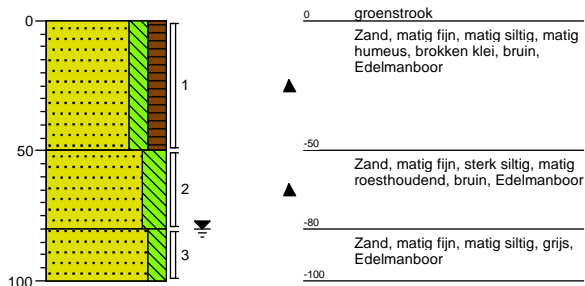 0
50
100
1
2
3
0
groenstrook
Zand, matig fijn, matig siltig, matig
humeus, brokken klei, bruin,
Edelmanboor
-50
Zand, matig fijn, sterk siltig, matig
roesthoudend, bruin, Edelmanboor
-80
Zand, matig fijn, matig siltig, grijs,
Edelmanboor
-100